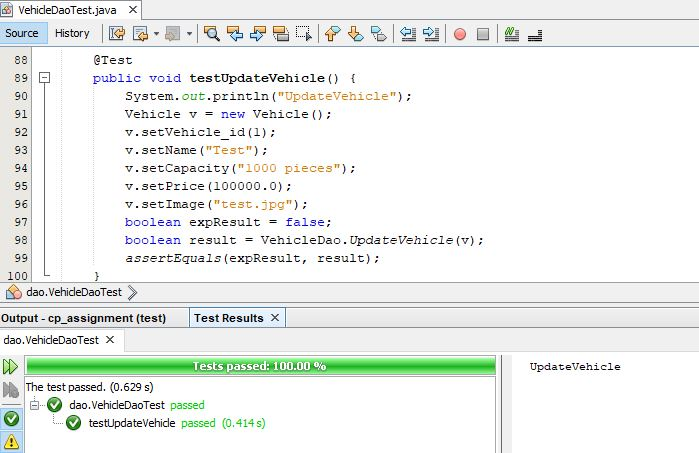 VehicleDaoTest.java
Source History
88 @Test
89 public void testUpdateVehicle() {
90 System.out.println("UpdateVehicle");
91 Vehicle v = new Vehicle();
92 v.setVehicle_id(1);
93 v.setName("Test");
94 v.setCapacity("1000 pieces");
95 v.setPrice(100000.0);
96 v.setImage("test.jpg");
97 boolean expResult = false;
98 boolean result = VehicleDao.UpdateVehicle(v);
99 assertEquals(expResult, result);
100 }
dao.VehicleDaoTest
Output - cp_assignment (test) Test Results
dao.VehicleDaoTest
Tests passed: 100.00 %
UpdateVehicle
The test passed. (0.629 s)
dao.VehicleDaoTest passed
testUpdateVehicle passed (0.414 s)